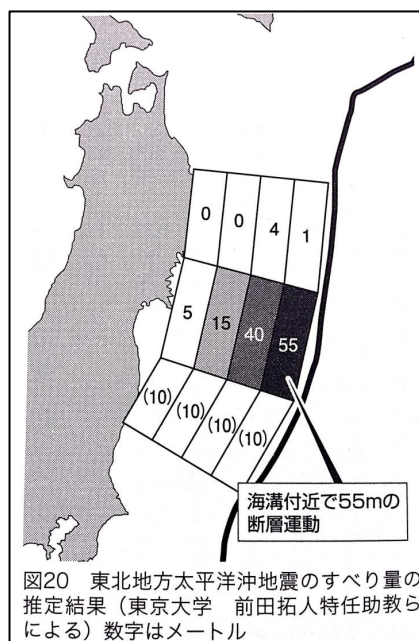 0 0 4 1
5 15 40 55
(10) (10) (10) (10)
海溝付近で55mの
断層運動
図20 東北地方太平洋沖地震のすべり量の
推定結果(東京大学 前田拓人特任助教ら
による)数字はメートル